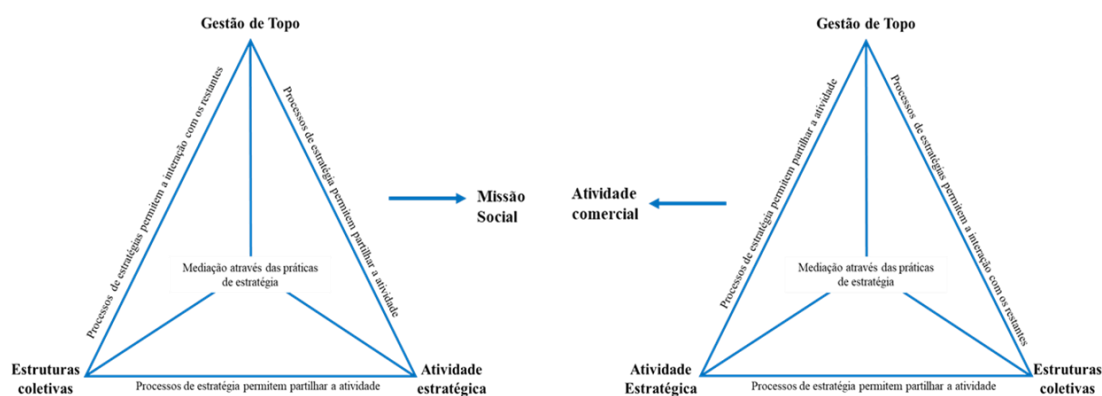 Gestão de Topo
Processos de estratégias permitem a interação com os restantes
Processos de estratégia permitem partilhar a atividade
Mediação através das práticas
de estratégia
Estruturas
coletivas
Processos de estratégia permitem partilhar a atividade
Atividade
estratégica
Missão
Social
Atividade
comercial
Gestão de Topo
Processos de estratégia permitem partilhar a atividade
Processos de estratégias permitem a interação com os restantes
Mediação através das práticas
de estratégia
Atividade
Estratégica
Processos de estratégia permitem partilhar a atividade
Estruturas
coletivas